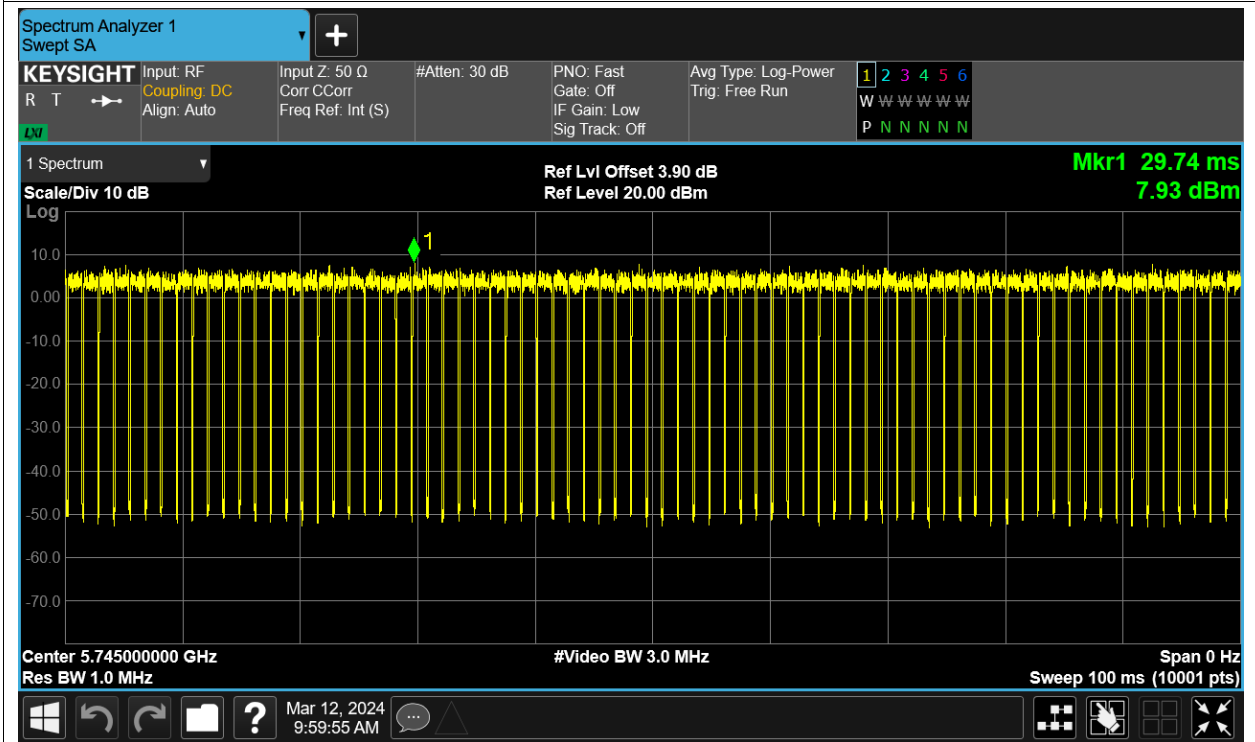 Spectrum Analyzer 1
Swept SA
KEYSIGHT
R T
LXI
Input: RF
Coupling: DC
Align: Auto
Input Z: 50 Ω
Corr CCorr
Freq Ref: Int (S)
#Atten: 30 dB
PNO: Fast
Gate: Off
IF Gain: Low
Sig Track: Off
Avg Type: Log-Power
Trig: Free Run
1 2 3 4 5 6
W W W W W W
P N N N N N
1 Spectrum
Scale/Div 10 dB
Log
Ref Lvl Offset 3.90 dB
Ref Level 20.00 dBm
Mkr1 29.74 ms
7.93 dBm
1
10.0
0.00
-10.0
-20.0
-30.0
-40.0
-50.0
-60.0
-70.0
Center 5.745000000 GHz
Res BW 1.0 MHz
#Video BW 3.0 MHz
Span 0 Hz
Sweep 100 ms (10001 pts)
?
Mar 12, 2024
9:59:55 AM